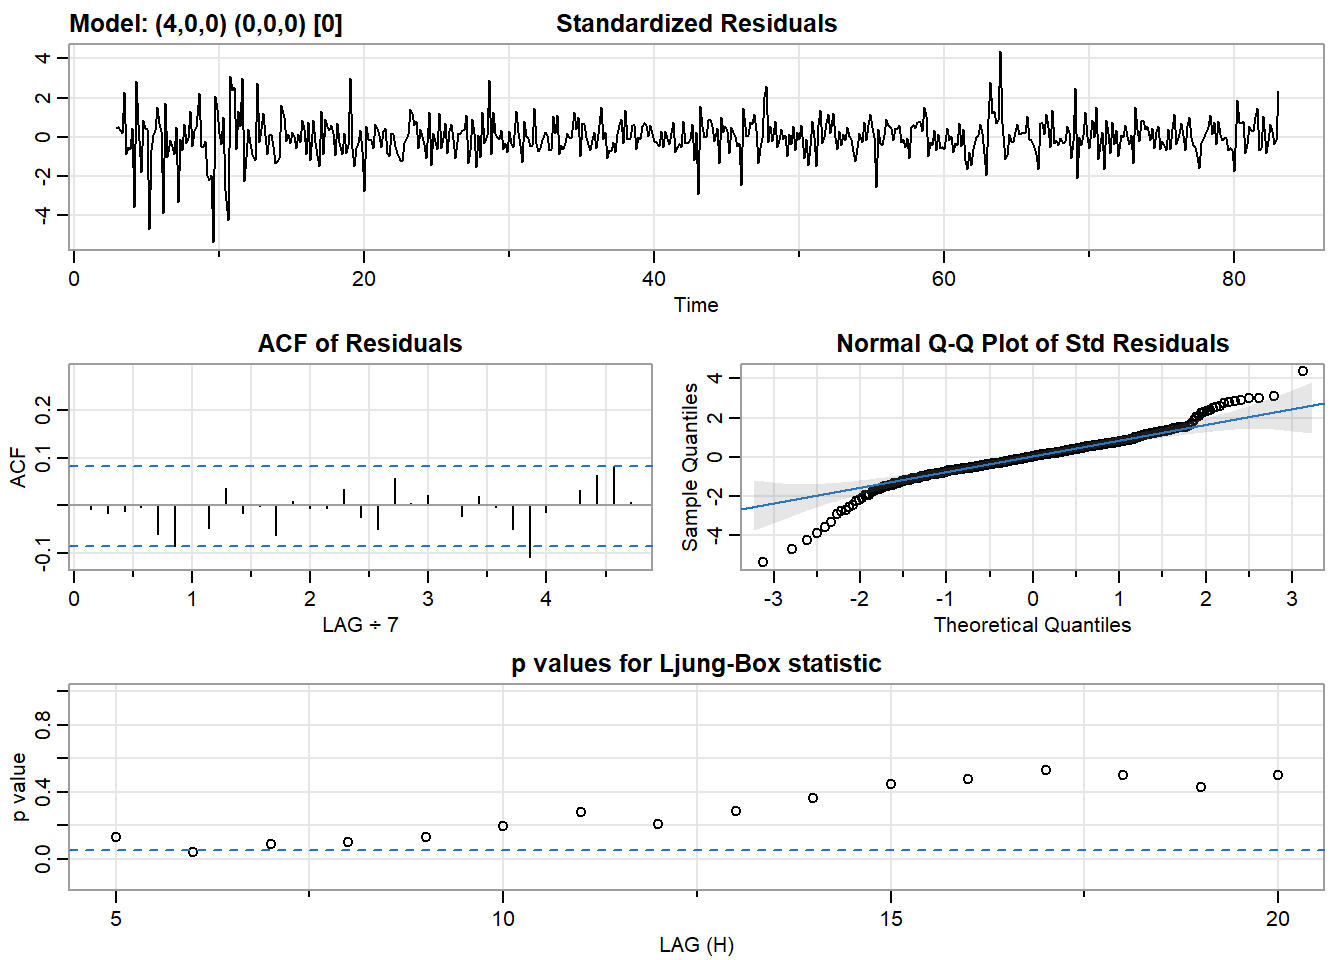 Model: (4,0,0) (0,0,0) [0] Standardized Residuals
4
2
0
-2
-4
0 20 40 60 80
Time
ACF of Residuals
ACF
0.2
0.1
-0.1
0 1 2 3 4
LAG ÷ 7
Normal Q-Q Plot of Std Residuals
Sample Quantiles
4
2
0
-2
-4
-3 -2 -1 0 1 2 3
Theoretical Quantiles
p values for Ljung-Box statistic
p value
0.8
0.4
0.0
5 10 15 20
LAG (H)